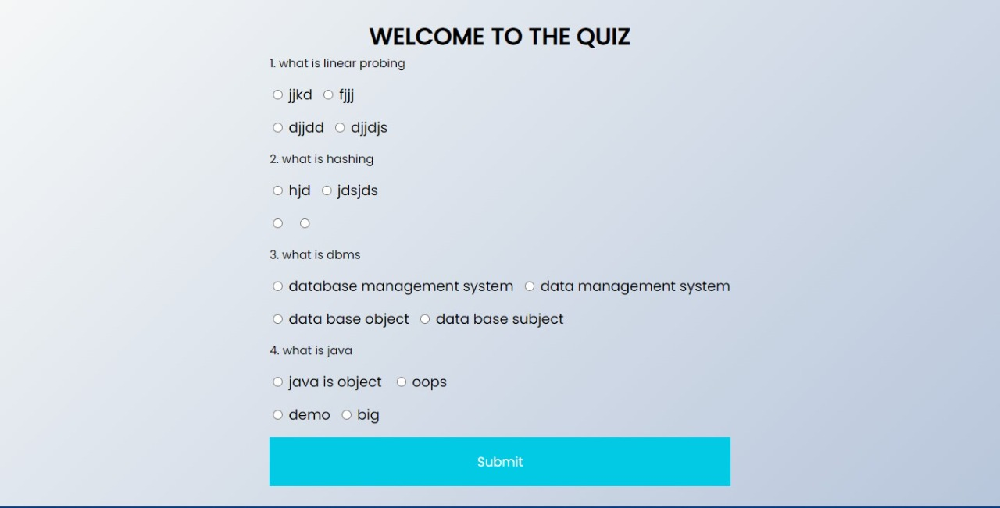 WELCOME TO THE QUIZ
1. what is linear probing
jjkd fjjj
djjdd djjdjs
2. what is hashing
hjd jdsjds
3. what is dbms
database management system data management system
data base object data base subject
4. what is java
java is object oops
demo big
Submit